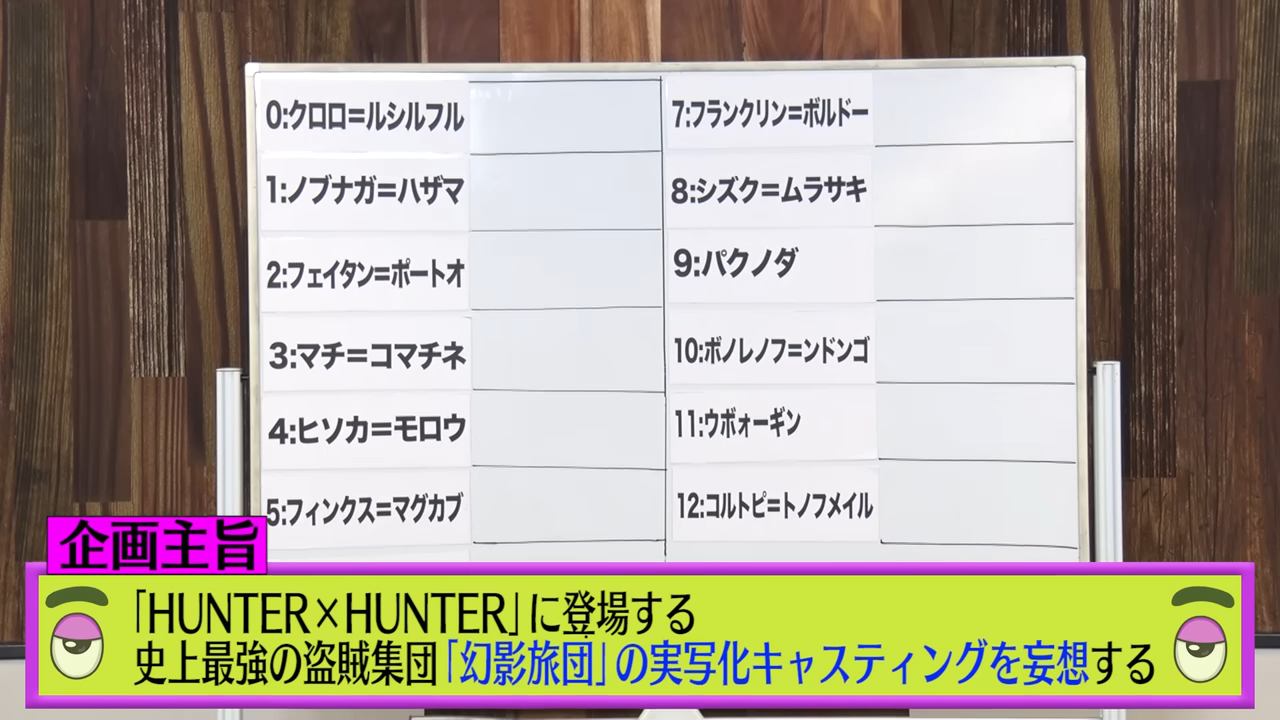 0:クロロ=ルシルフル
1:ノブナガ=ハザマ
2:フェイタン=ポートオ
3:マチ=コマチネ
4:ヒソカ=モロウ
5:フィンクス=マグカブ
7:フランクリン=ボルドー
8:シズク=ムラサキ
9:パクノダ
10:ボノレノフ=ンドンゴ
11:ウボォーギン
12:コルトピ=トノフメイル
企画主旨
「HUNTER×HUNTER」に登場する
史上最強の盗賊集団「幻影旅団」の実写化キャスティングを妄想する